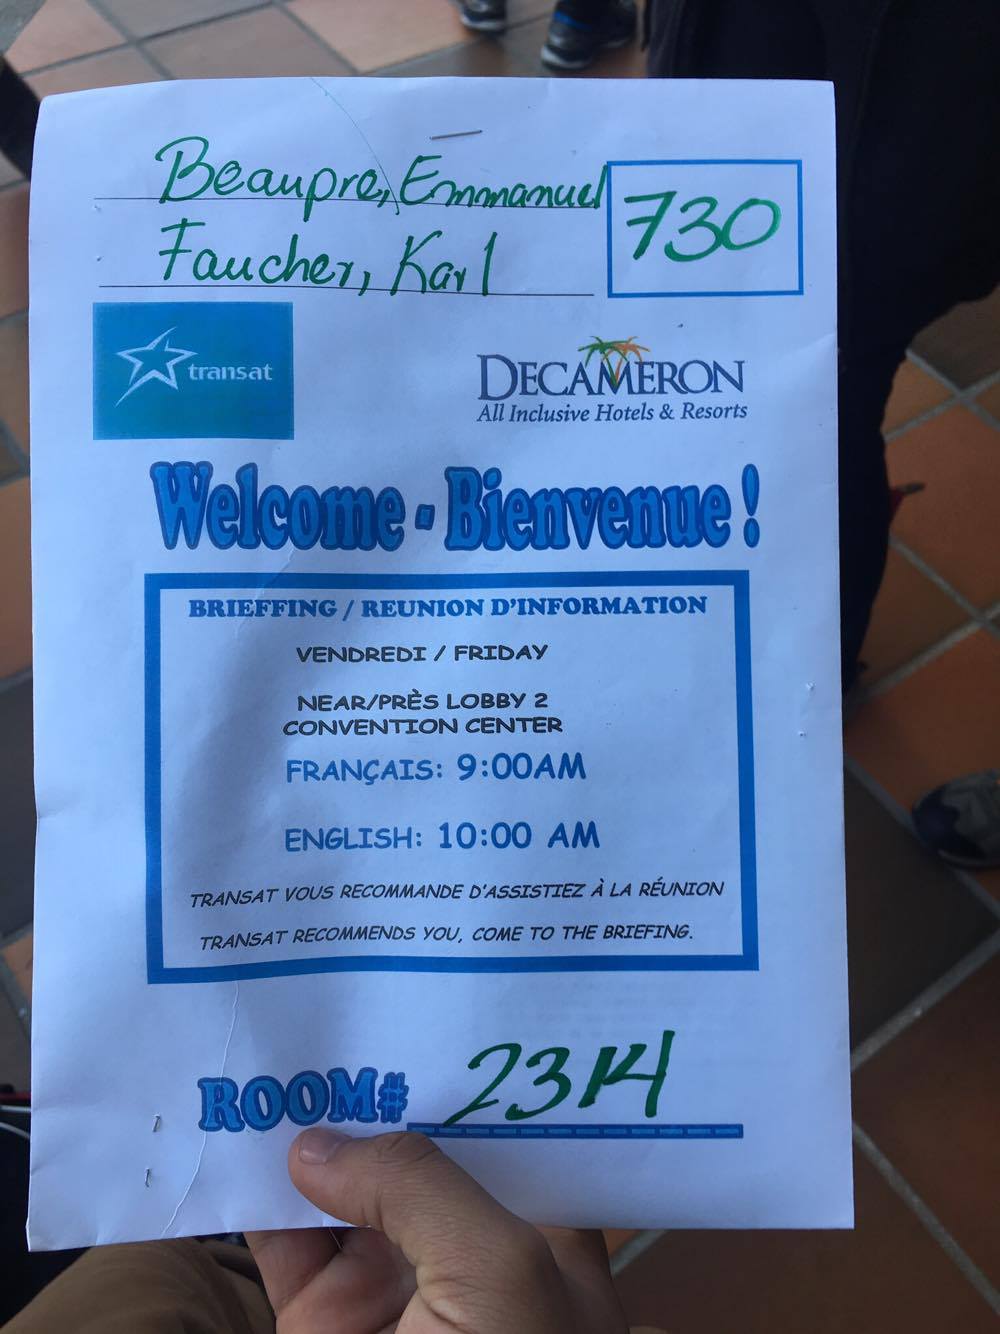 Beaupre, Emmanuel
730
Faucher, Karl
transat
DECAMERON
All Inclusive Hotels & Resorts
Welcome - Bienvenue !
BRIEFFING / REUNION D'INFORMATION
VENDREDI / FRIDAY
NEAR/PRÈS LOBBY 2
CONVENTION CENTER
FRANÇAIS: 9:00AM
ENGLISH: 10:00 AM
TRANSAT VOUS RECOMMANDE D'ASSISTIEZ À LA RÉUNION
TRANSAT RECOMMENDS YOU, COME TO THE BRIEFING.
ROOM# 2314